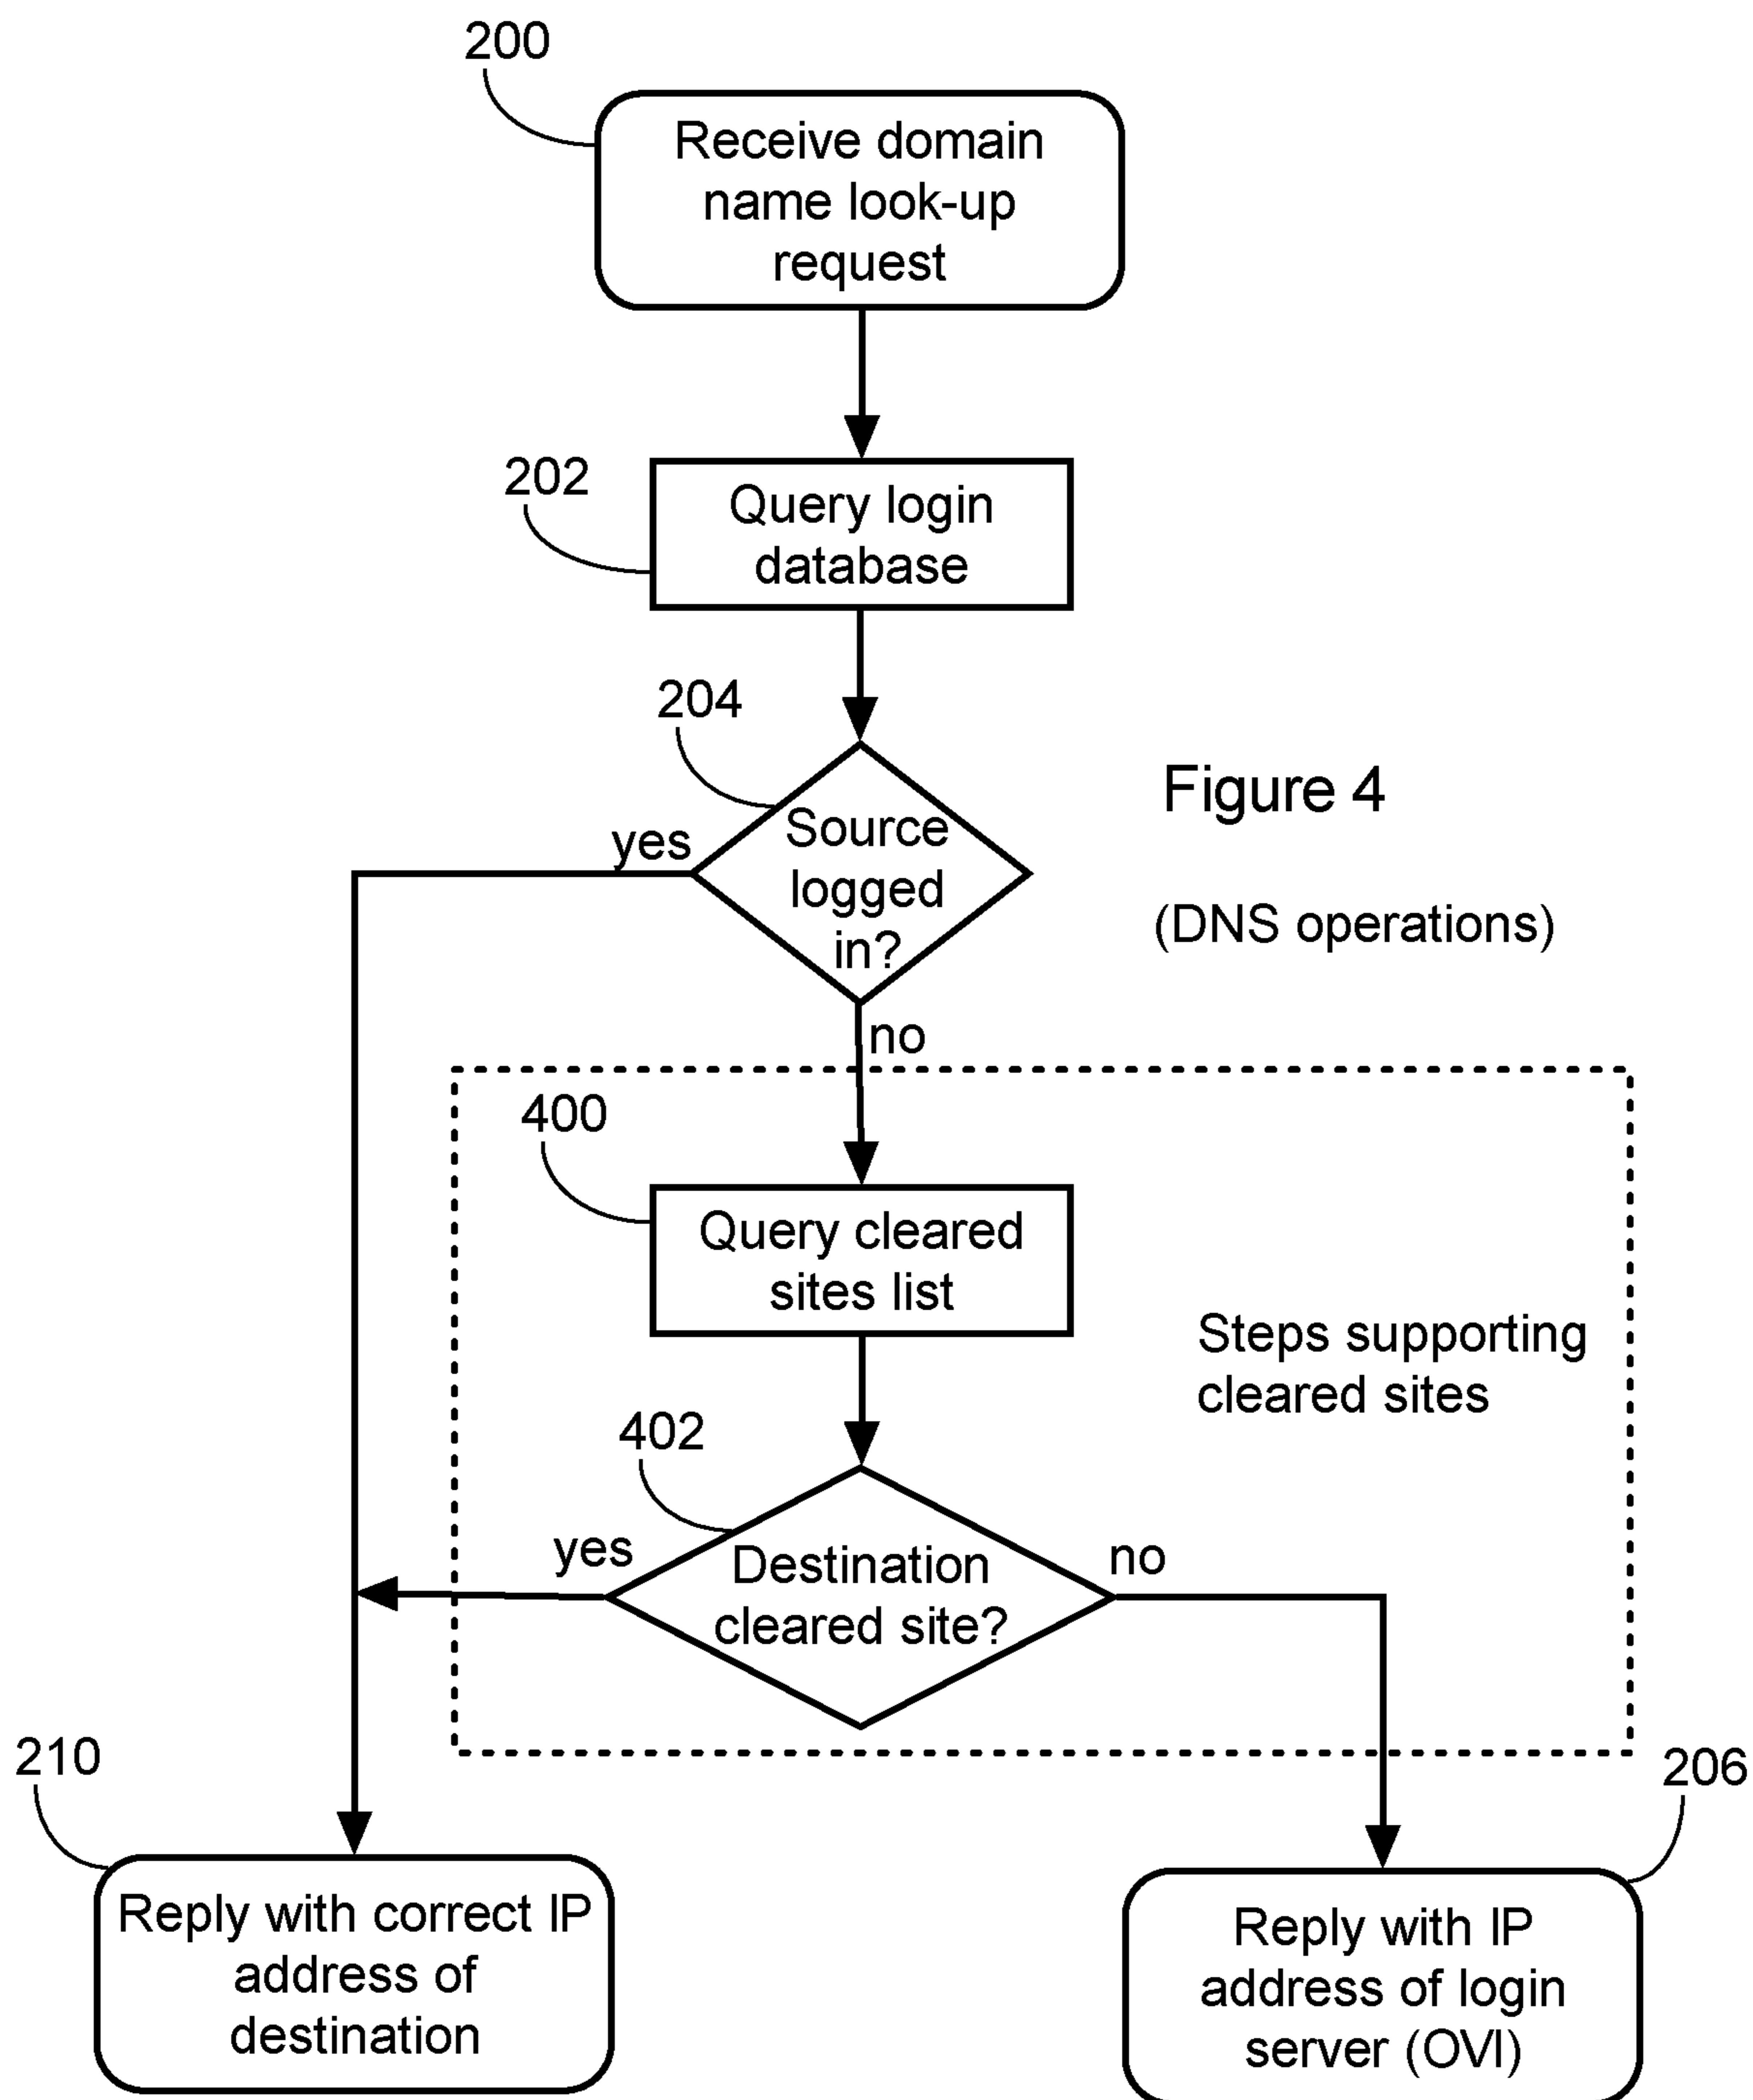 200
Receive domain
name look-up
request
202
Query login
database
204
Source
logged
in?
yes
no
Figure 4
(DNS operations)
400
Query cleared
sites list
Steps supporting
cleared sites
402
Destination
cleared site?
yes
no
210
Reply with correct IP
address of
destination
206
Reply with IP
address of login
server (OVI)